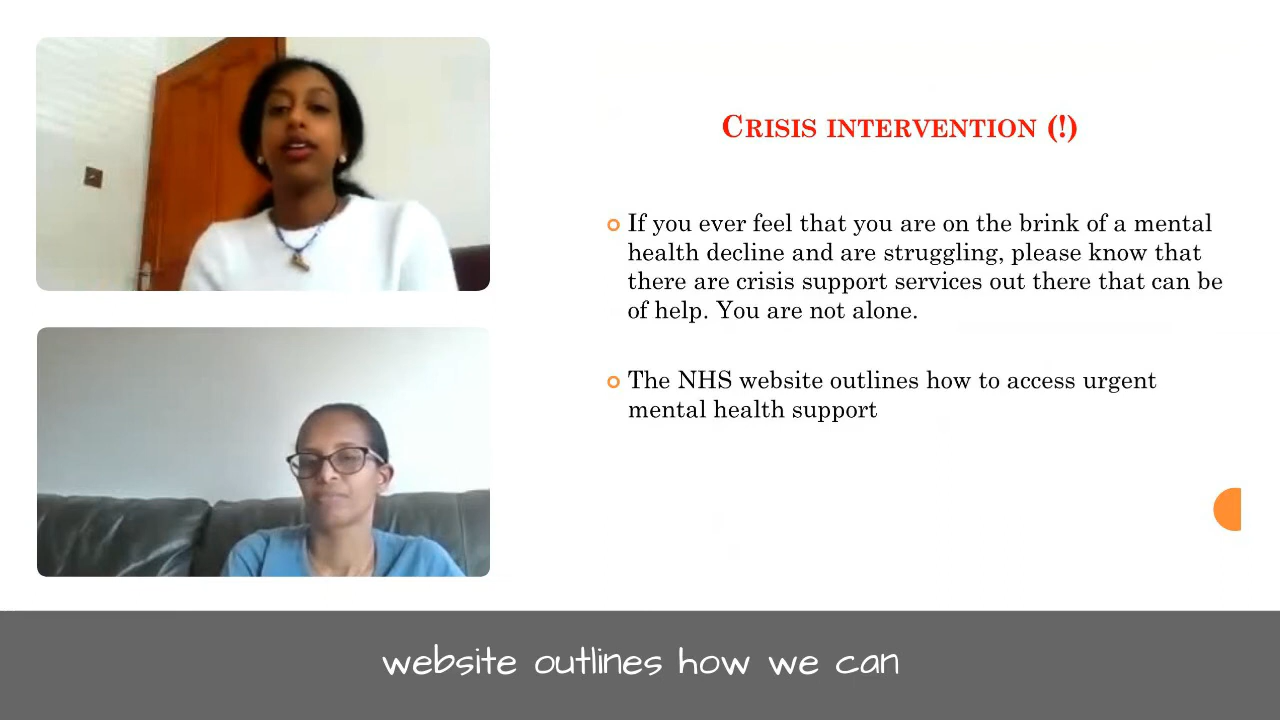 CRISIS INTERVENTION (!)
If you ever feel that you are on the brink of a mental
health decline and are struggling, please know that
there are crisis support services out there that can be
of help. You are not alone.
The NHS website outlines how to access urgent
mental health support
website outlines how we can